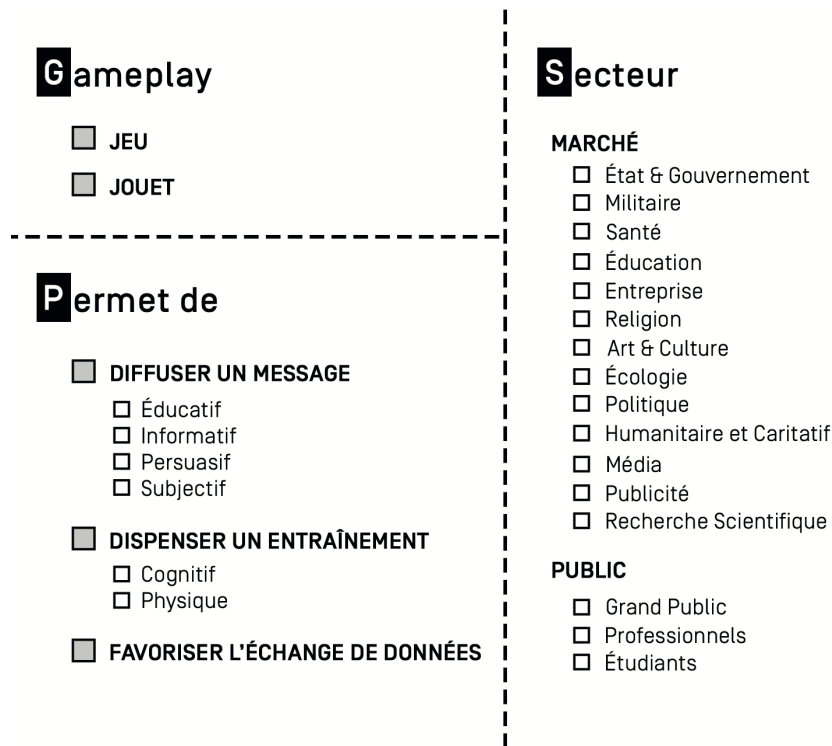 Gameplay
JEU
JOUET
Permet de
DIFFUSER UN MESSAGE
Éducatif
Informatif
Persuasif
Subjectif
DISPENSER UN ENTRAÎNEMENT
Cognitif
Physique
FAVORISER L'ÉCHANGE DE DONNÉES
Secteur
MARCHÉ
État & Gouvernement
Militaire
Santé
Éducation
Entreprise
Religion
Art & Culture
Écologie
Politique
Humanitaire et Caritatif
Média
Publicité
Recherche Scientifique
PUBLIC
Grand Public
Professionnels
Étudiants